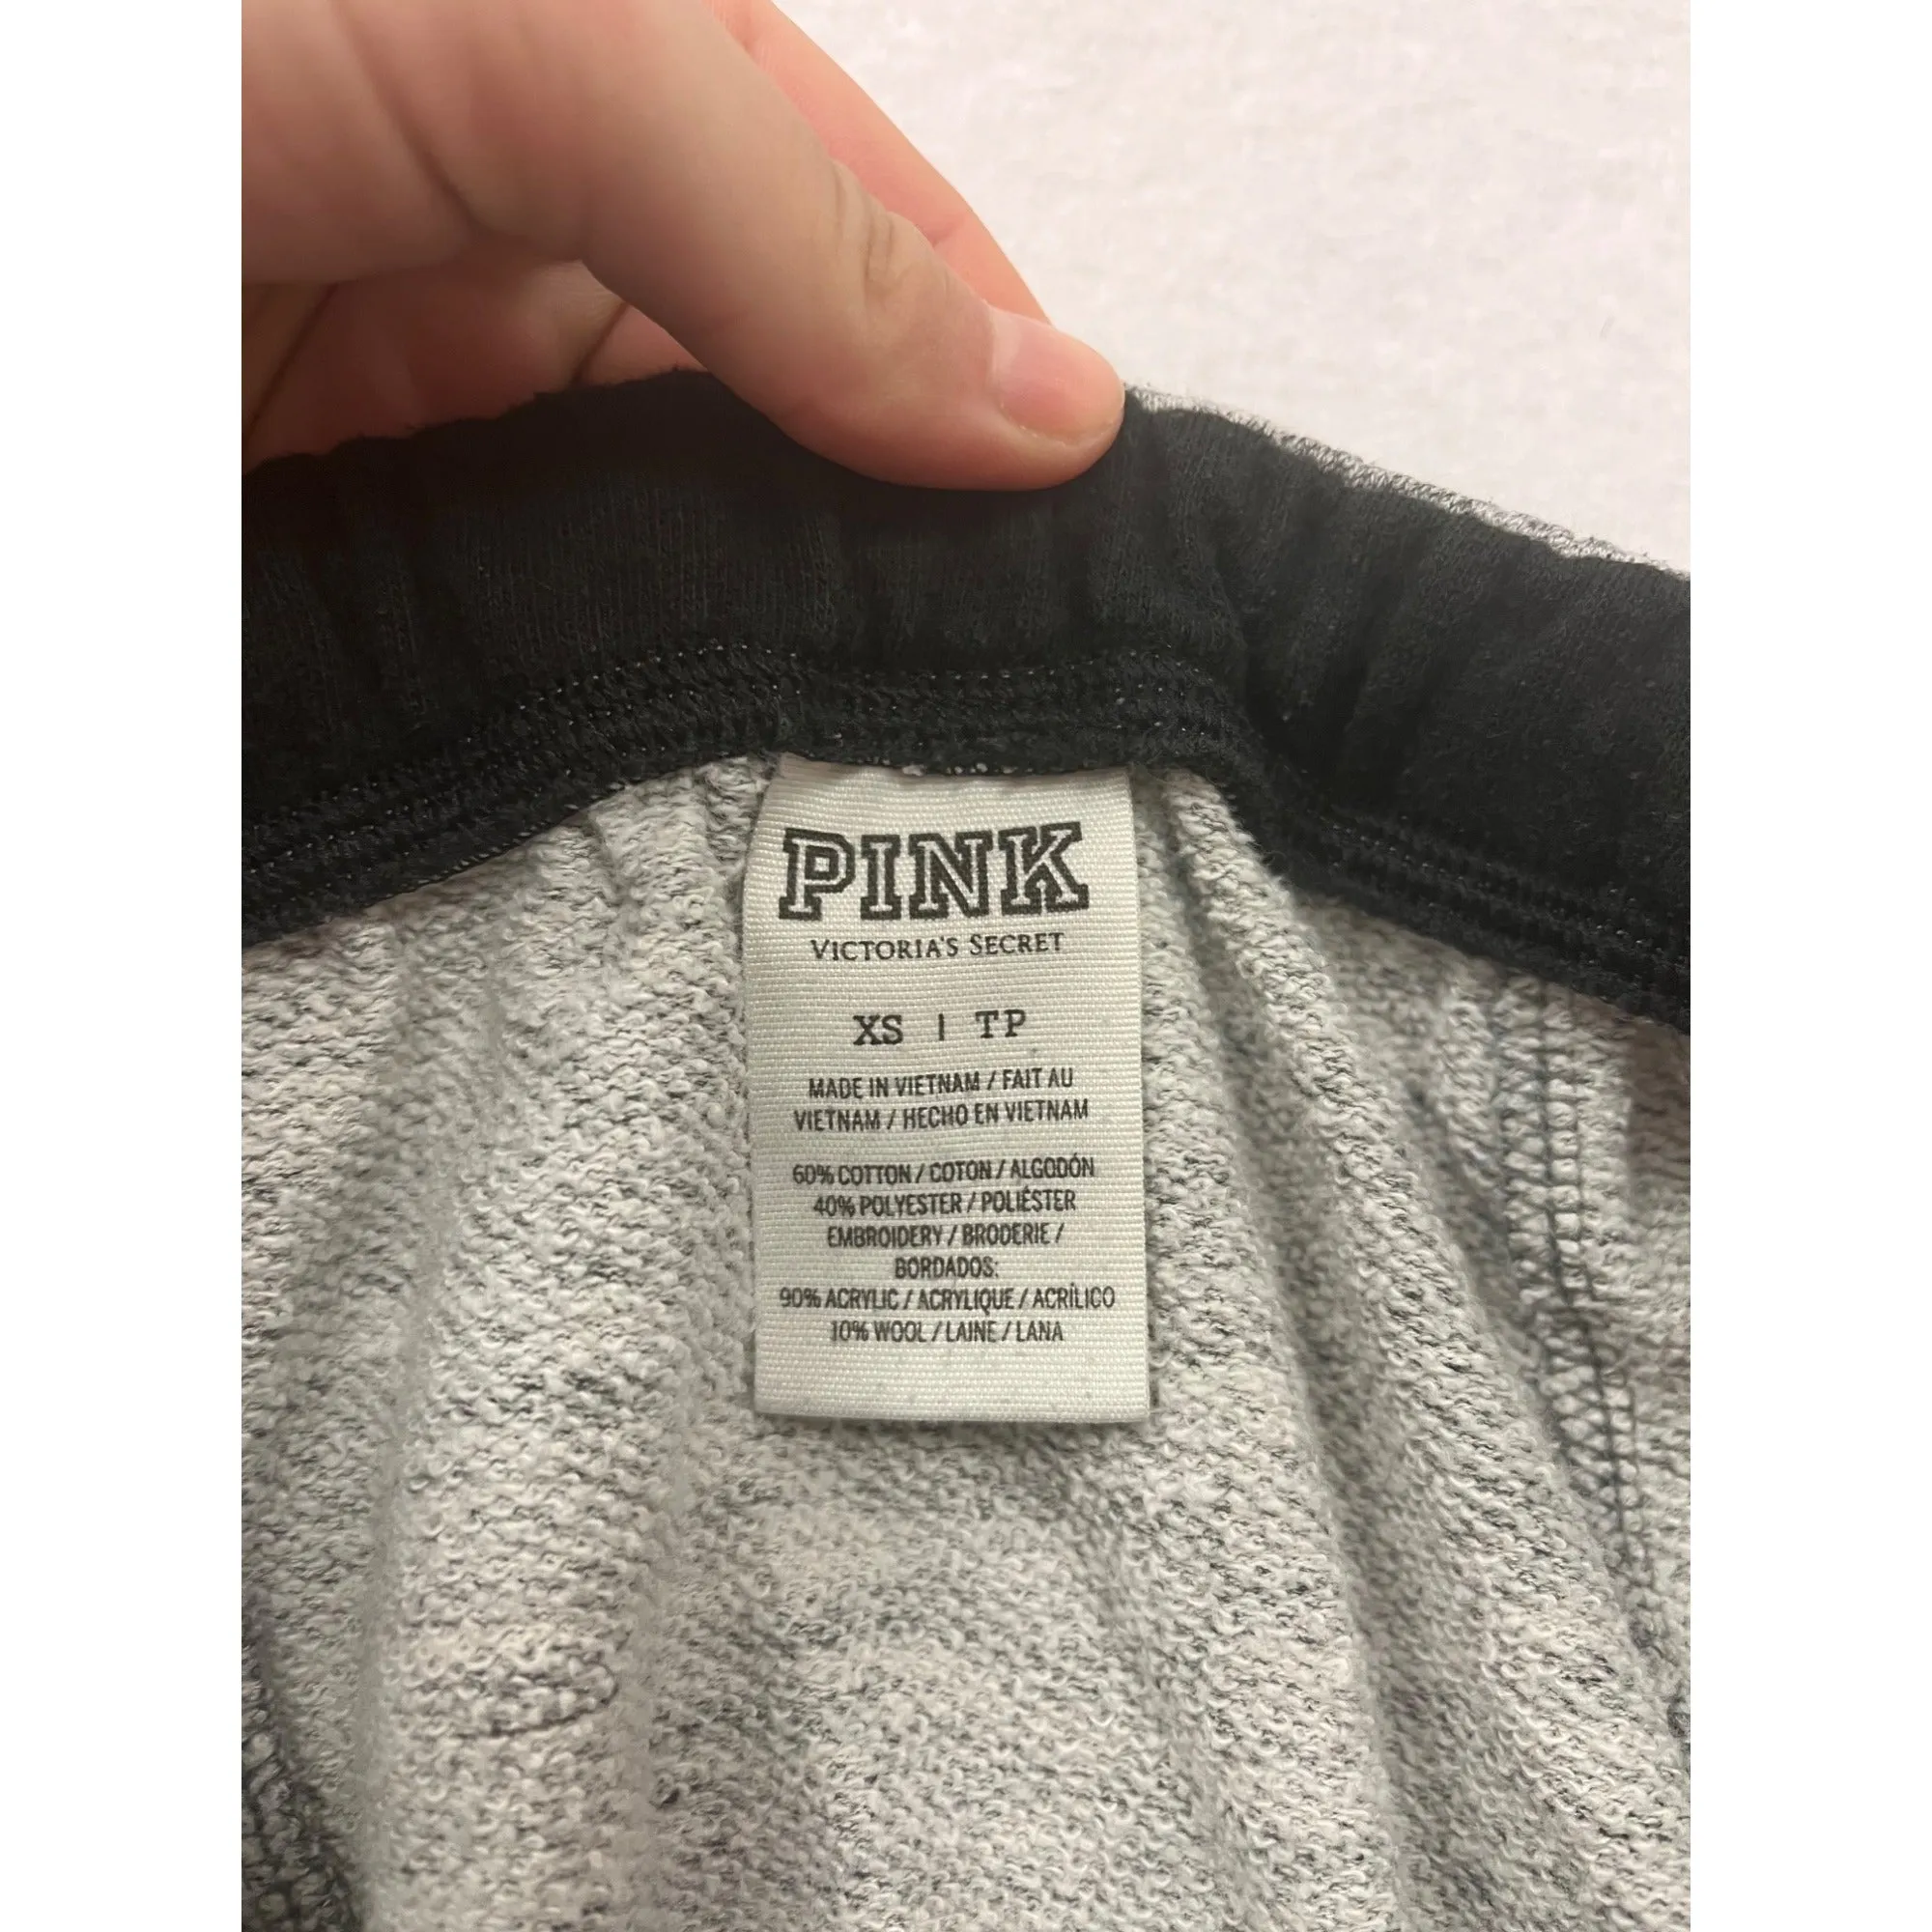 PINK
VICTORIA'S SECRET
XS | TP
MADE IN VIETNAM / FAIT AU
VIETNAM / HECHO EN VIETNAM
60% COTTON / COTON / ALGODÓN
40% POLYESTER / POLIÉSTER
EMBROIDERY / BRODERIE /
BORDADOS:
90% ACRYLIC / ACRYLIQUE / ACRÍLICO
10% WOOL / LAINE / LANA